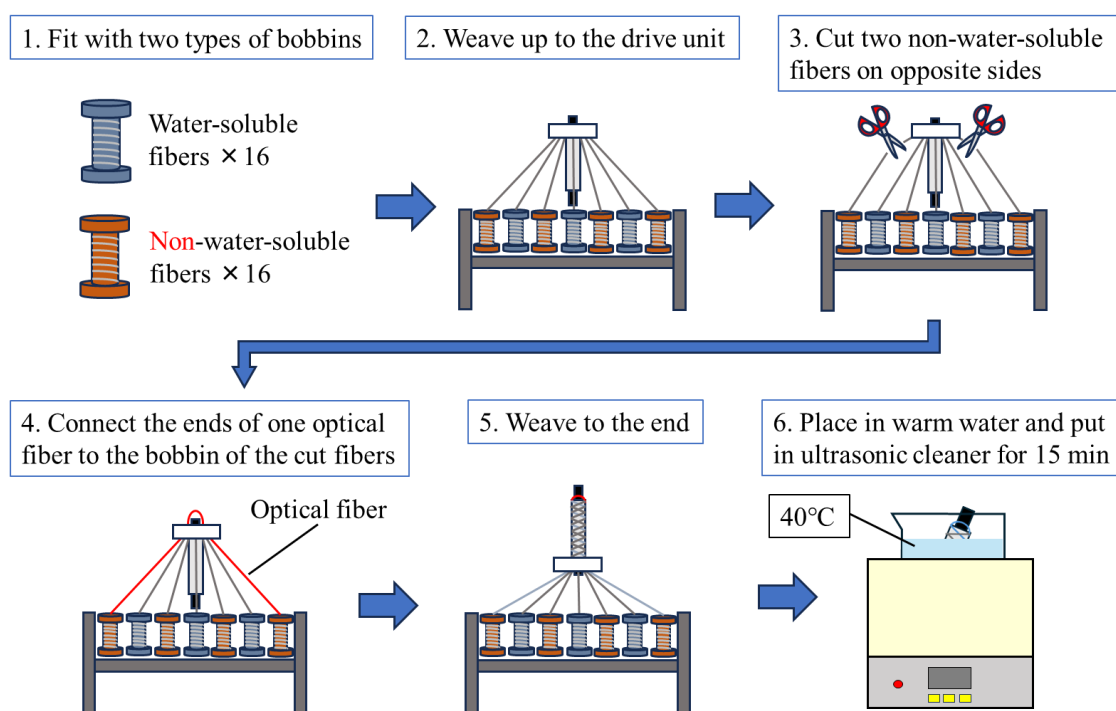 1. Fit with two types of bobbins
Water-soluble
fibers ×16
Non-water-soluble
fibers ×16
2. Weave up to the drive unit
3. Cut two non-water-soluble
fibers on opposite sides
4. Connect the ends of one optical
fiber to the bobbin of the cut fibers
Optical fiber
5. Weave to the end
6. Place in warm water and put
in ultrasonic cleaner for 15 min
40℃